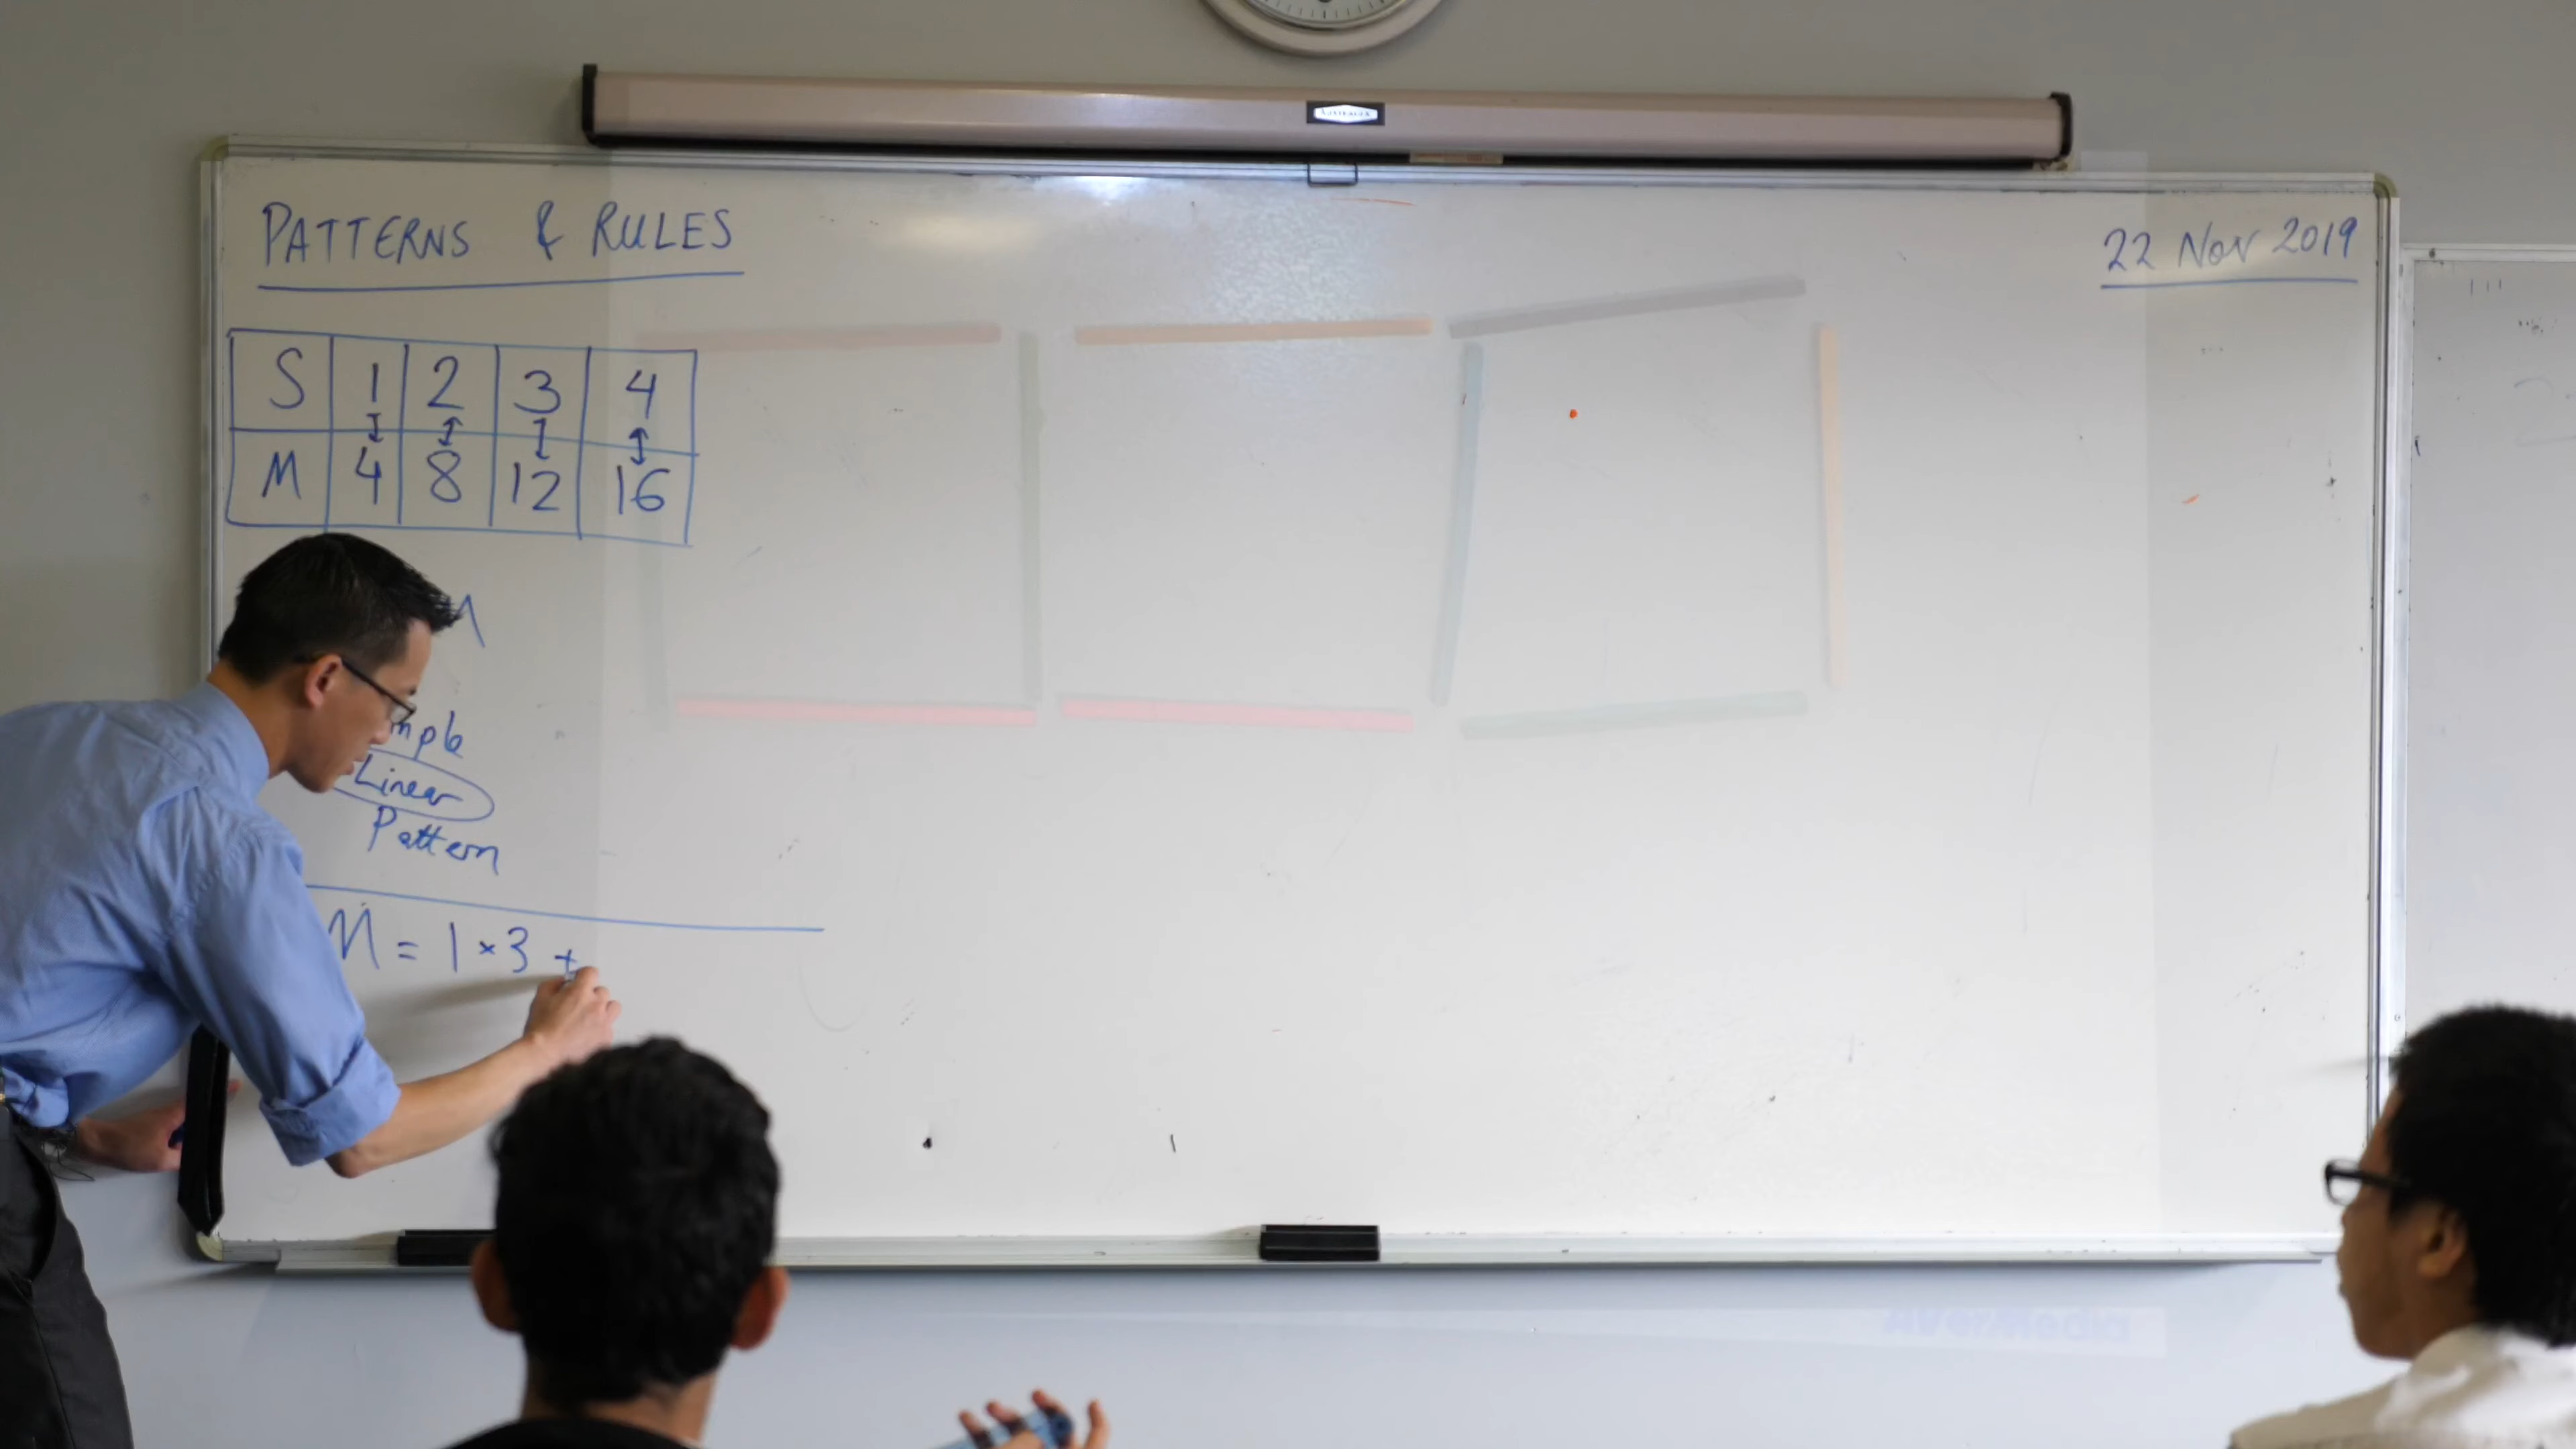 PATTERNS & RULES
22 Nov 2019
S 1 2 3 4
M 4 8 12 16
Linear
Pattern
M = 1 × 3 +